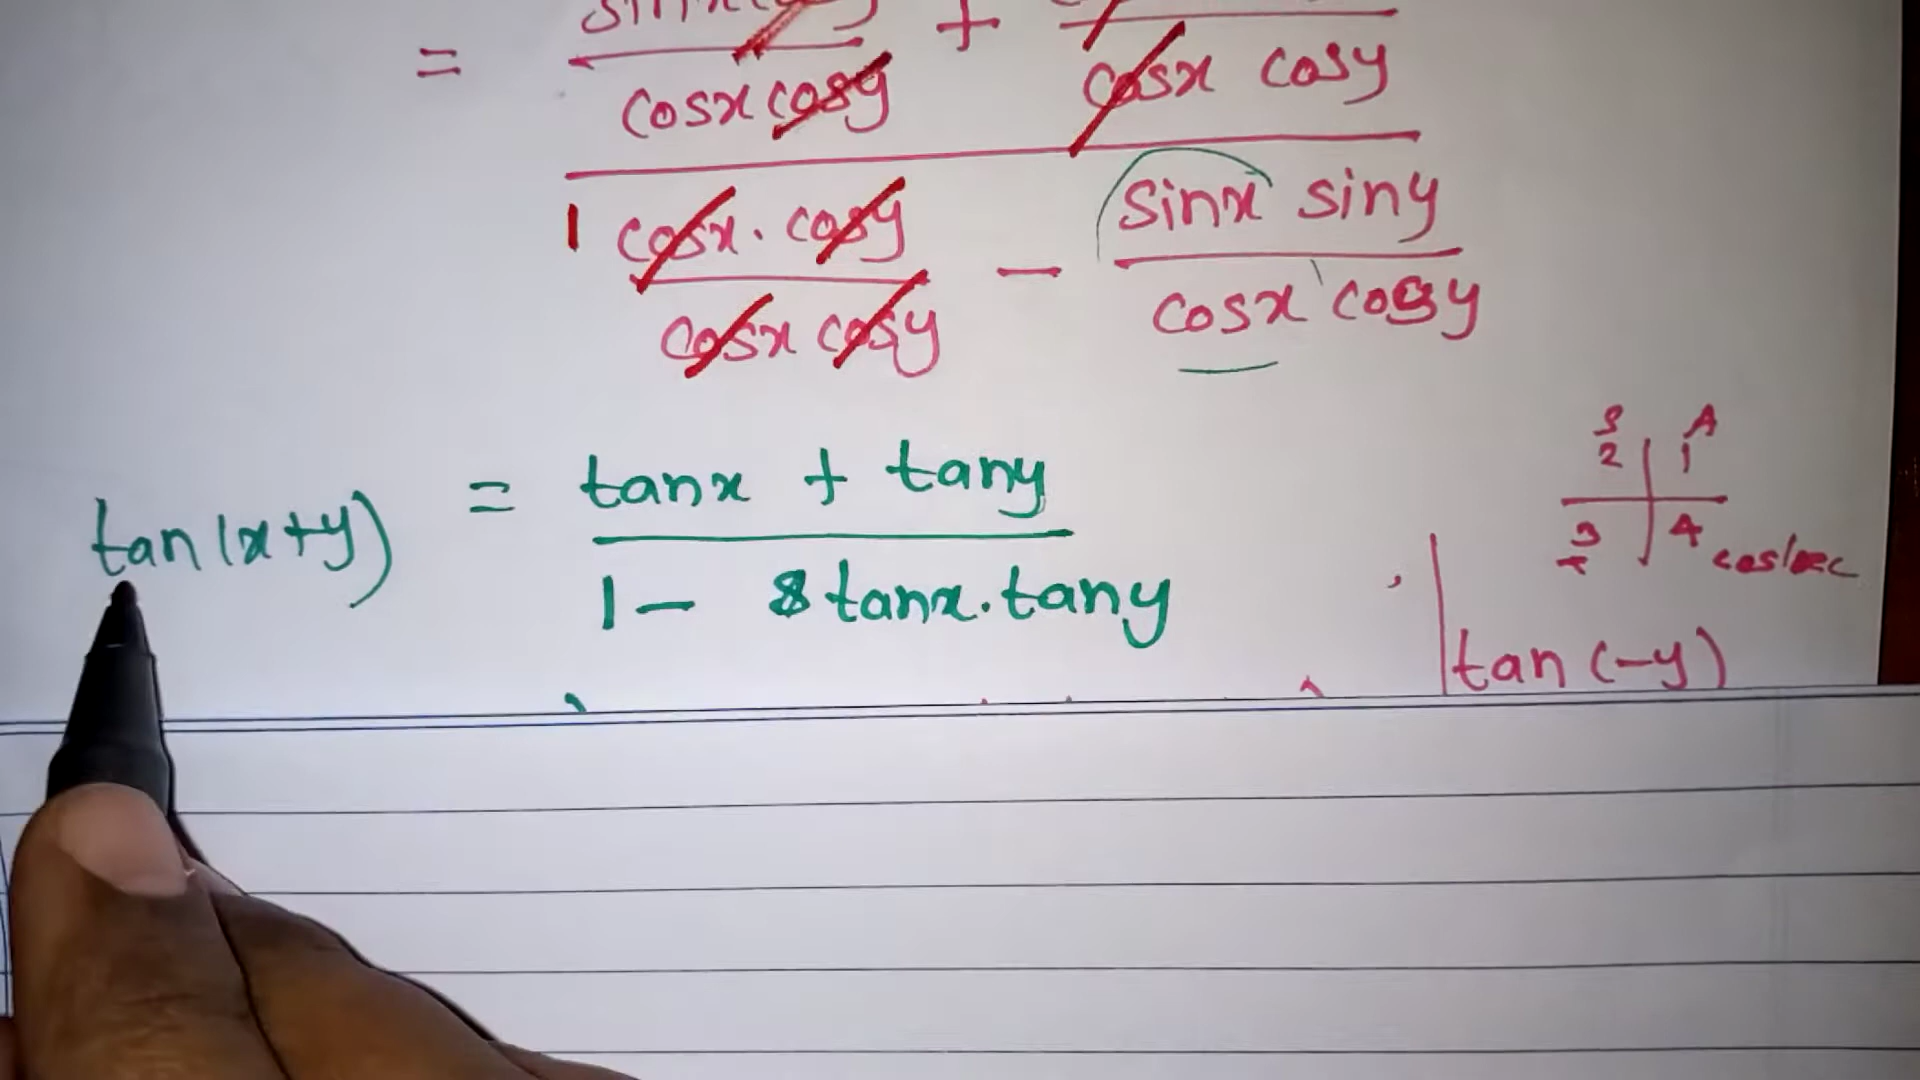 = +
cosx cosy cosx cosy
1 cosx . cosy - sinx siny
cosx cosy cosx cosy
S A
2 1
tan(x+y) = tanx + tany
3 4 cos/sec
1 - tanx.tany
tan (-y)